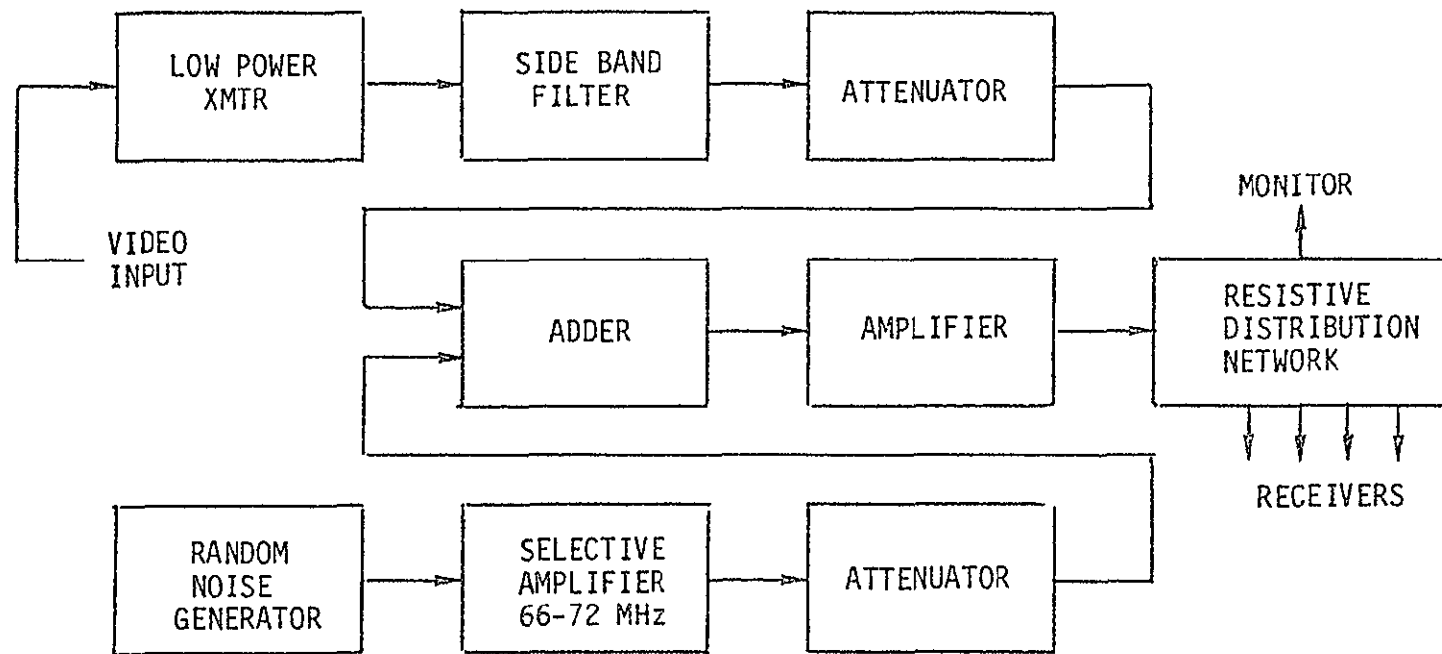 LOW POWER
XMTR
SIDE BAND
FILTER
ATTENUATOR
VIDEO
INPUT
MONITOR
ADDER
AMPLIFIER
RESISTIVE
DISTRIBUTION
NETWORK
RECEIVERS
RANDOM
NOISE
GENERATOR
SELECTIVE
AMPLIFIER
66-72 MHz
ATTENUATOR